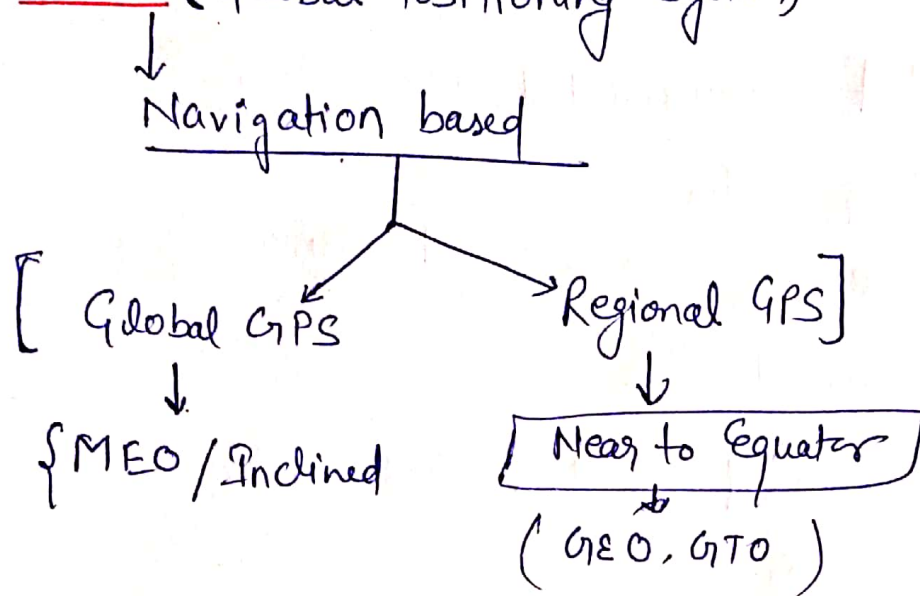 Navigation based
[ Global GPS
Regional GPS ]
{ MEO / Inclined
Near to Equator
( GEO, GTO )